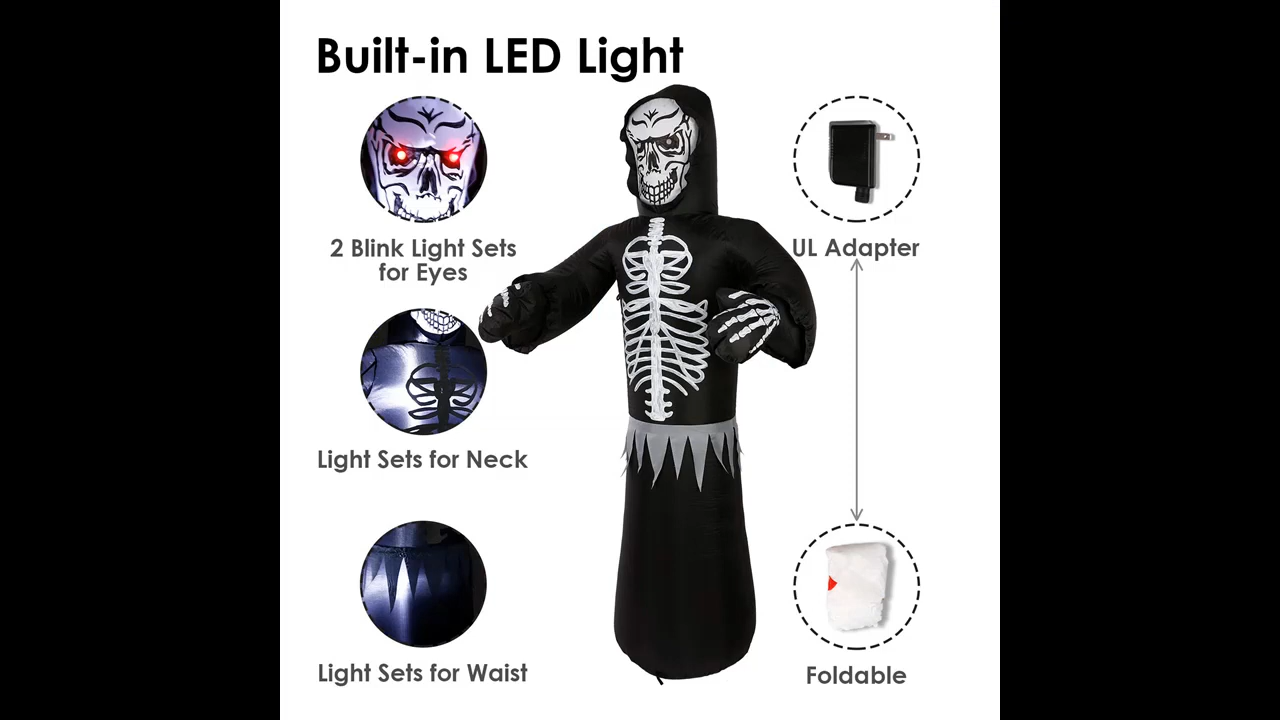 Built-in LED Light
2 Blink Light Sets
for Eyes
UL Adapter
Light Sets for Neck
Light Sets for Waist
Foldable